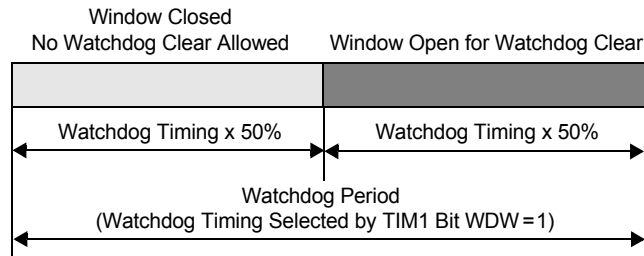 Window Closed
No Watchdog Clear Allowed
Window Open for Watchdog Clear
Watchdog Timing x 50%
Watchdog Timing x 50%
Watchdog Period
(Watchdog Timing Selected by TIM1 Bit WDW=1)